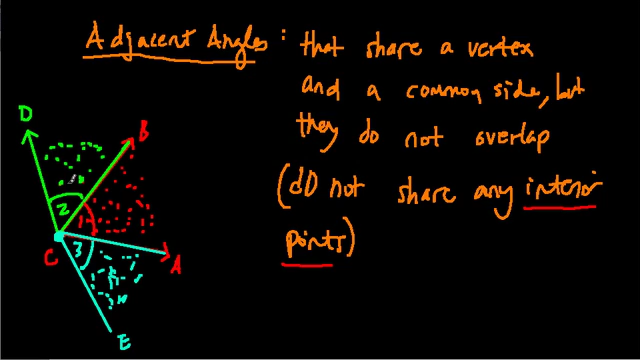 Adjacent Angles : that share a vertex
and a common side, but
they do not overlap
(do not share any interior
points)
D
B
2
1
C
3
A
E